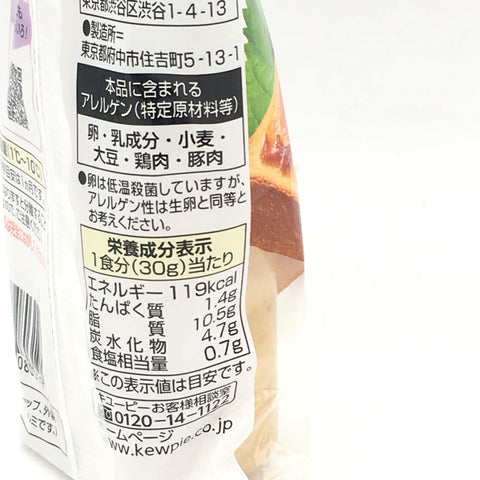 東京都渋谷区渋谷1-4-13
●製造所=
東京都府中市住吉町5-13-1
本品に含まれる
アレルゲン(特定原材料等)
卵・乳成分・小麦・
大豆・鶏肉・豚肉
●卵は低温殺菌していますが、
アレルゲン性は生卵と同等と
お考えください。
栄養成分表示
1食分(30g)当たり
エネルギー 119kcal
たんぱく質 1.4g
脂質 10.5g
炭水化物 4.7g
食塩相当量 0.7g
※この表示値は目安です。
キユーピーお客様相談室
0120-14-1122
ホームページ
www.kewpie.co.jp
(1℃~10℃)